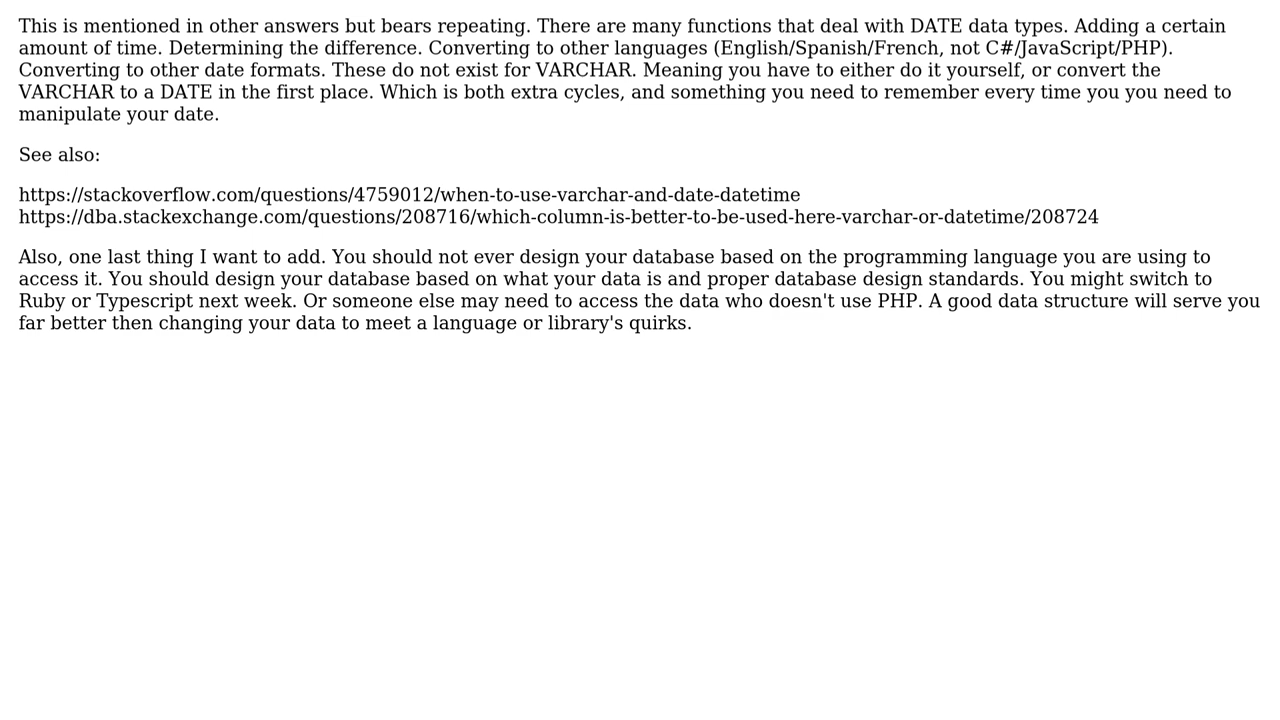 This is mentioned in other answers but bears repeating. There are many functions that deal with DATE data types. Adding a certain
amount of time. Determining the difference. Converting to other languages (English/Spanish/French, not C#/JavaScript/PHP).
Converting to other date formats. These do not exist for VARCHAR. Meaning you have to either do it yourself, or convert the
VARCHAR to a DATE in the first place. Which is both extra cycles, and something you need to remember every time you you need to
manipulate your date.
See also:
https://stackoverflow.com/questions/4759012/when-to-use-varchar-and-date-datetime
https://dba.stackexchange.com/questions/208716/which-column-is-better-to-be-used-here-varchar-or-datetime/208724
Also, one last thing I want to add. You should not ever design your database based on the programming language you are using to
access it. You should design your database based on what your data is and proper database design standards. You might switch to
Ruby or Typescript next week. Or someone else may need to access the data who doesn't use PHP. A good data structure will serve you
far better then changing your data to meet a language or library's quirks.